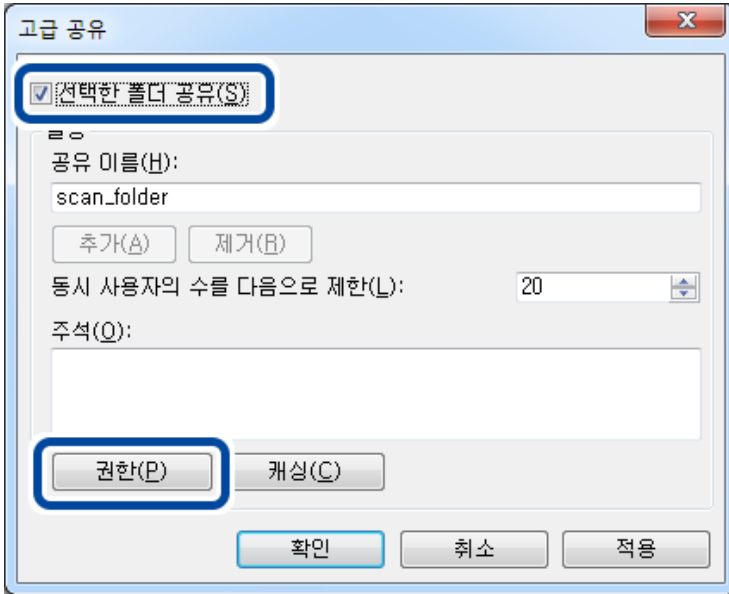 고급 공유
선택한 폴더 공유(S)
공유 이름(H):
scan_folder
추가(A) 제거(R)
동시 사용자의 수를 다음으로 제한(L): 20
주석(O):
권한(P) 캐싱(C)
확인 취소 적용